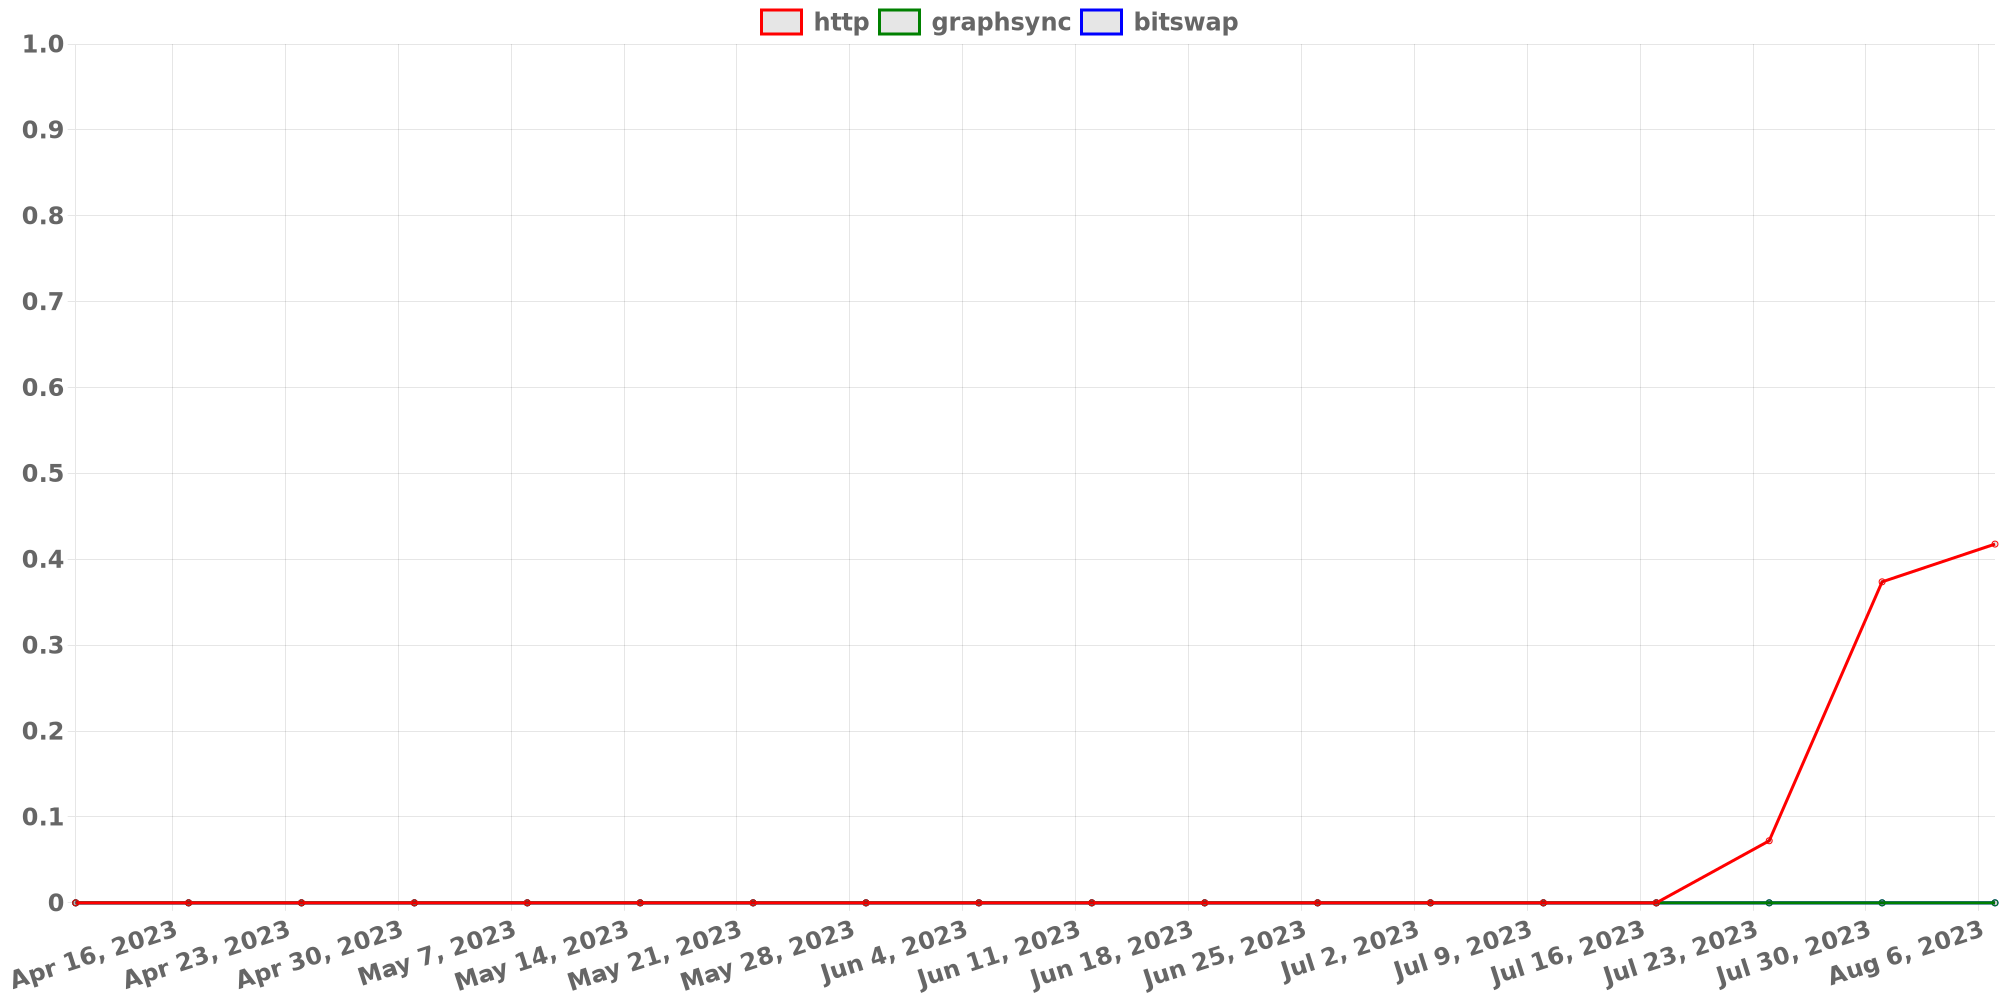 http graphsync bitswap
1.0
0.9
0.8
0.7
0.6
0.5
0.4
0.3
0.2
0.1
0
Apr 16, 2023
Apr 23, 2023
Apr 30, 2023
May 7, 2023
May 14, 2023
May 21, 2023
May 28, 2023
Jun 4, 2023
Jun 11, 2023
Jun 18, 2023
Jun 25, 2023
Jul 2, 2023
Jul 9, 2023
Jul 16, 2023
Jul 23, 2023
Jul 30, 2023
Aug 6, 2023